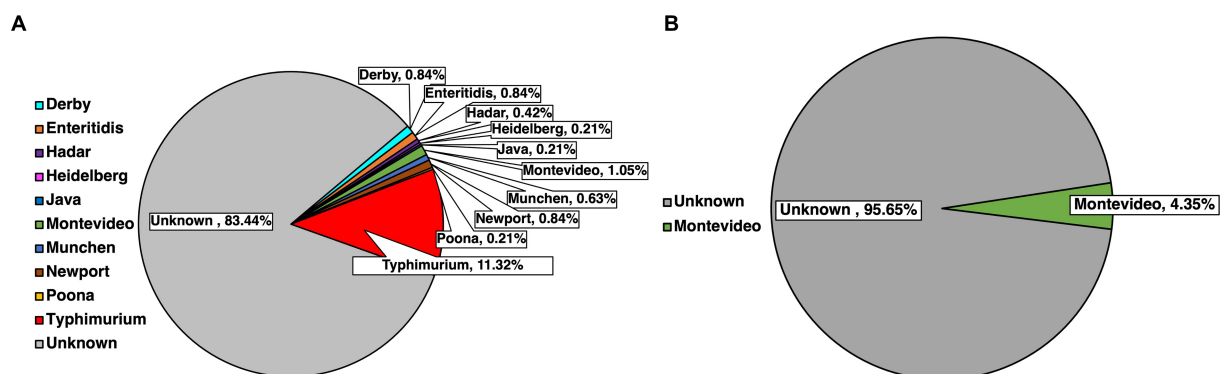 A
Derby
Enteritidis
Hadar
Heidelberg
Java
Montevideo
Munchen
Newport
Poona
Typhimurium
Unknown
Unknown , 83.44%
Derby, 0.84%
Enteritidis, 0.84%
Hadar, 0.42%
Heidelberg, 0.21%
Java, 0.21%
Montevideo, 1.05%
Munchen, 0.63%
Newport, 0.84%
Poona, 0.21%
Typhimurium, 11.32%
B
Unknown
Montevideo
Unknown , 95.65%
Montevideo, 4.35%